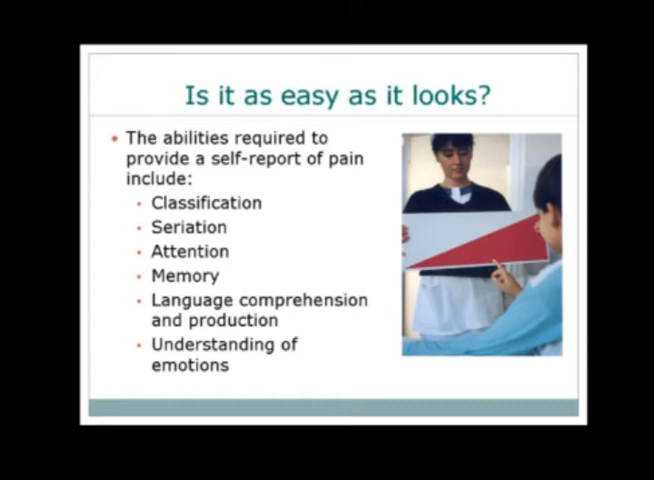 Is it as easy as it looks?
• The abilities required to
provide a self-report of pain
include:
• Classification
• Seriation
• Attention
• Memory
• Language comprehension
and production
• Understanding of
emotions